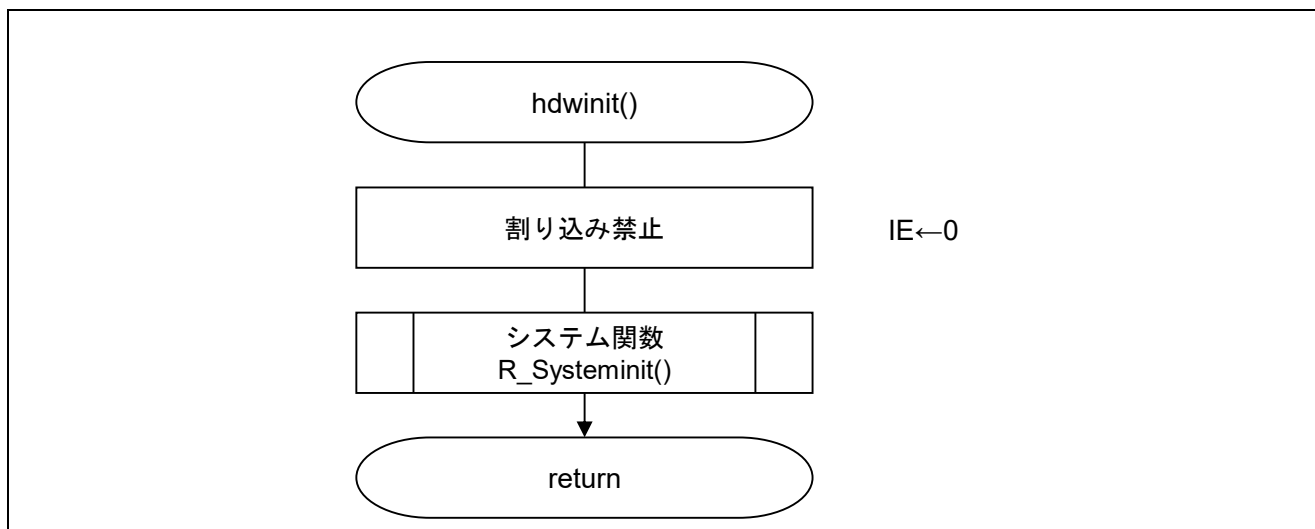 hdwinit()
割り込み禁止
IE←0
システム関数
R_Systeminit()
return